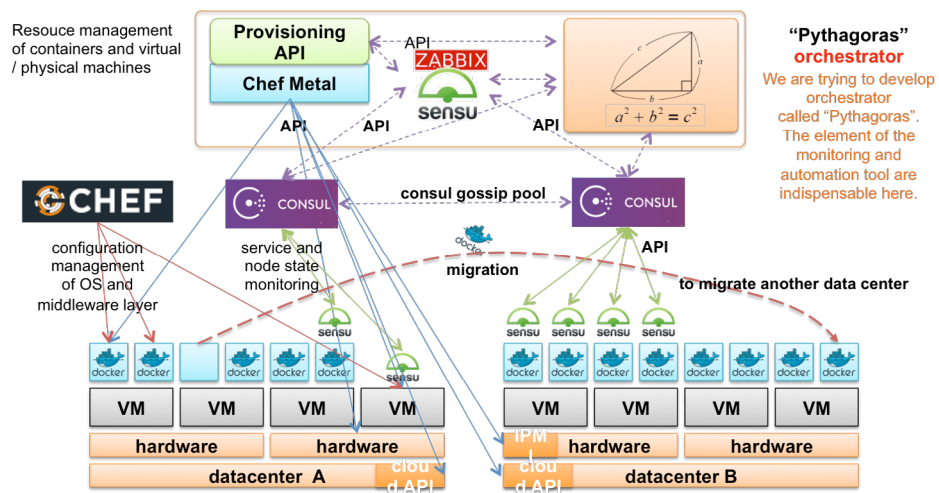 Resouce management
of containers and virtual
/ physical machines
Provisioning
API
Chef Metal
API
ZABBIX
sensu
c
a
b
a² + b² = c²
“Pythagoras”
orchestrator
We are trying to develop
orchestrator
called “Pythagoras”.
The element of the
monitoring and
automation tool are
indispensable here.
API
API
API
CHEF
CONSUL
consul gossip pool
CONSUL
configuration
management
of OS and
middleware layer
service and
node state
monitoring
docker
migration
API
to migrate another data center
sensu
sensu
sensu
sensu
sensu
sensu
docker
docker
docker
docker
docker
docker
docker
docker
docker
docker
docker
docker
docker
VM
VM
VM
VM
VM
VM
VM
VM
hardware
hardware
IPM
I
hardware
hardware
datacenter A
clou
d API
clou
d API
datacenter B